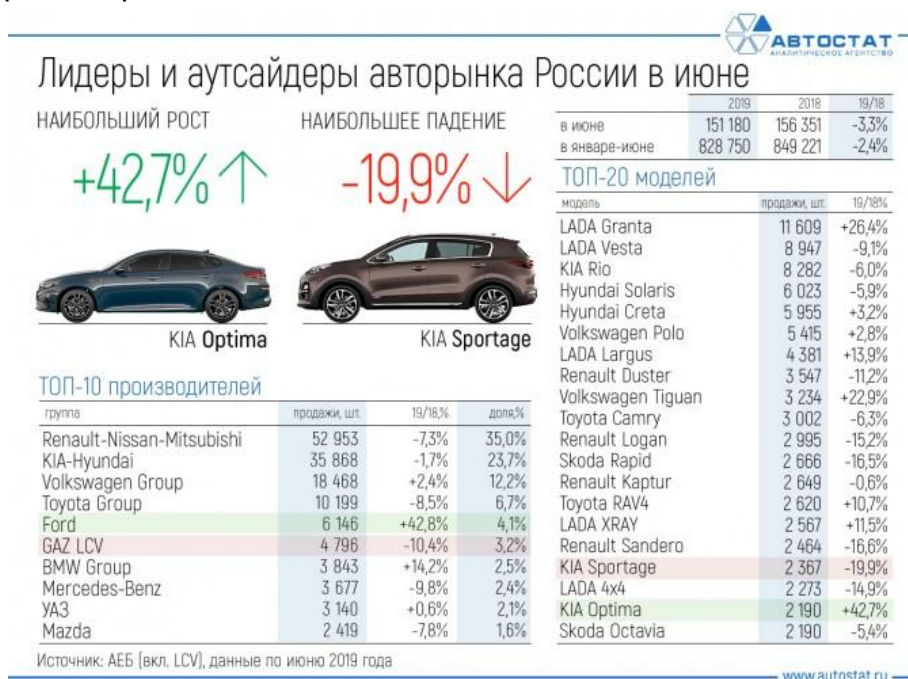 АВТОСТАТ
АНАЛИТИЧЕСКОЕ АГЕНТСТВО
Лидеры и аутсайдеры авторынка России в июне
НАИБОЛЬШИЙ РОСТ
+42,7%
KIA Optima
НАИБОЛЬШЕЕ ПАДЕНИЕ
-19,9%
KIA Sportage
2019 2018 19/18
в июне 151 180 156 351 -3,3%
в январе-июне 828 750 849 221 -2,4%
ТОП-20 моделей
модель продажи, шт. 19/18%
LADA Granta 11 609 +26,4%
LADA Vesta 8 947 -9,1%
KIA Rio 8 282 -6,0%
Hyundai Solaris 6 023 -5,9%
Hyundai Creta 5 955 +3,2%
Volkswagen Polo 5 415 +2,8%
LADA Largus 4 381 +13,9%
Renault Duster 3 547 -11,2%
Volkswagen Tiguan 3 234 +22,9%
Toyota Camry 3 002 -6,3%
Renault Logan 2 995 -15,2%
Skoda Rapid 2 666 -16,5%
Renault Kaptur 2 649 -0,6%
Toyota RAV4 2 620 +10,7%
LADA XRAY 2 567 +11,5%
Renault Sandero 2 464 -16,6%
KIA Sportage 2 367 -19,9%
LADA 4x4 2 273 -14,9%
KIA Optima 2 190 +42,7%
Skoda Octavia 2 190 -5,4%
ТОП-10 производителей
группа продажи, шт. 19/18,% доля,%
Renault-Nissan-Mitsubishi 52 953 -7,3% 35,0%
KIA-Hyundai 35 868 -1,7% 23,7%
Volkswagen Group 18 468 +2,4% 12,2%
Toyota Group 10 199 -8,5% 6,7%
Ford 6 146 +42,8% 4,1%
GAZ LCV 4 796 -10,4% 3,2%
BMW Group 3 843 +14,2% 2,5%
Mercedes-Benz 3 677 -9,8% 2,4%
УАЗ 3 140 +0,6% 2,1%
Mazda 2 419 -7,8% 1,6%
Источник: АЕБ (вкл. LCV), данные по июню 2019 года
www.autostat.ru